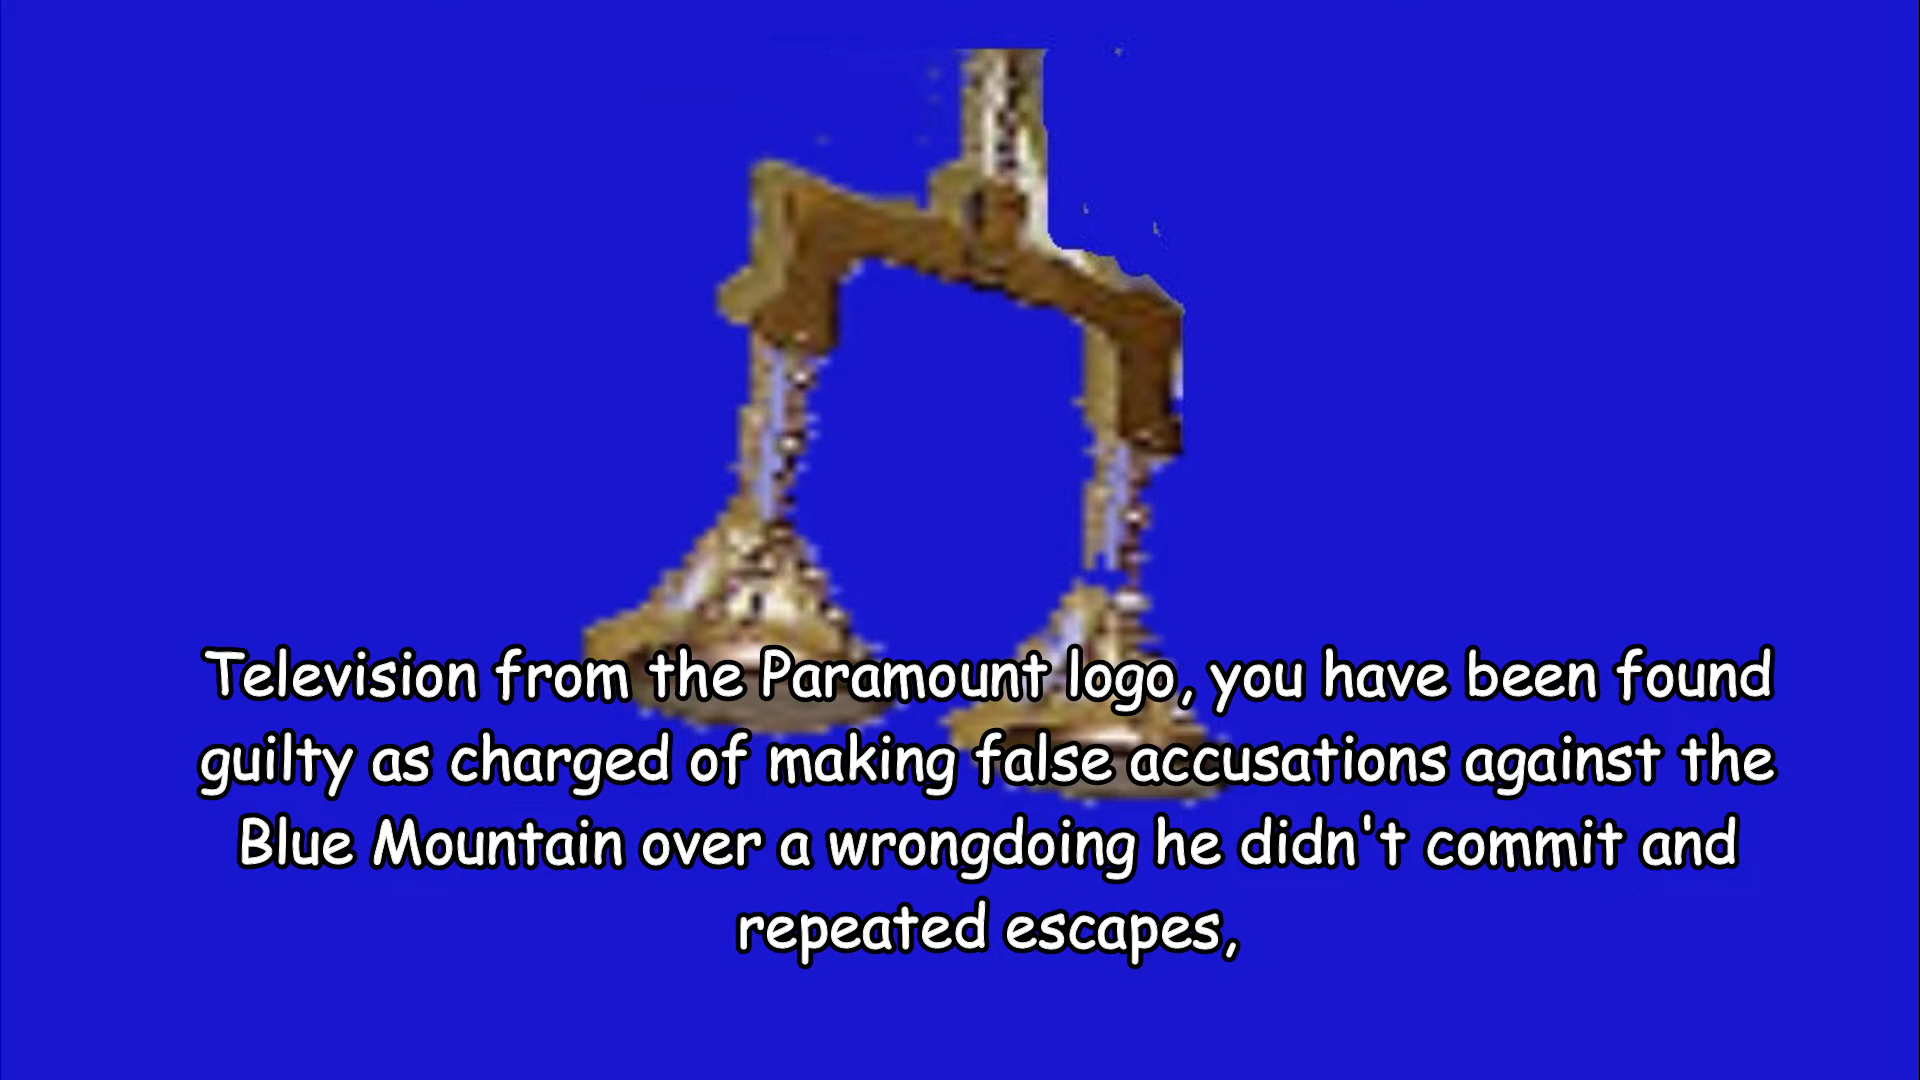 Television from the Paramount logo, you have been found
guilty as charged of making false accusations against the
Blue Mountain over a wrongdoing he didn't commit and
repeated escapes,